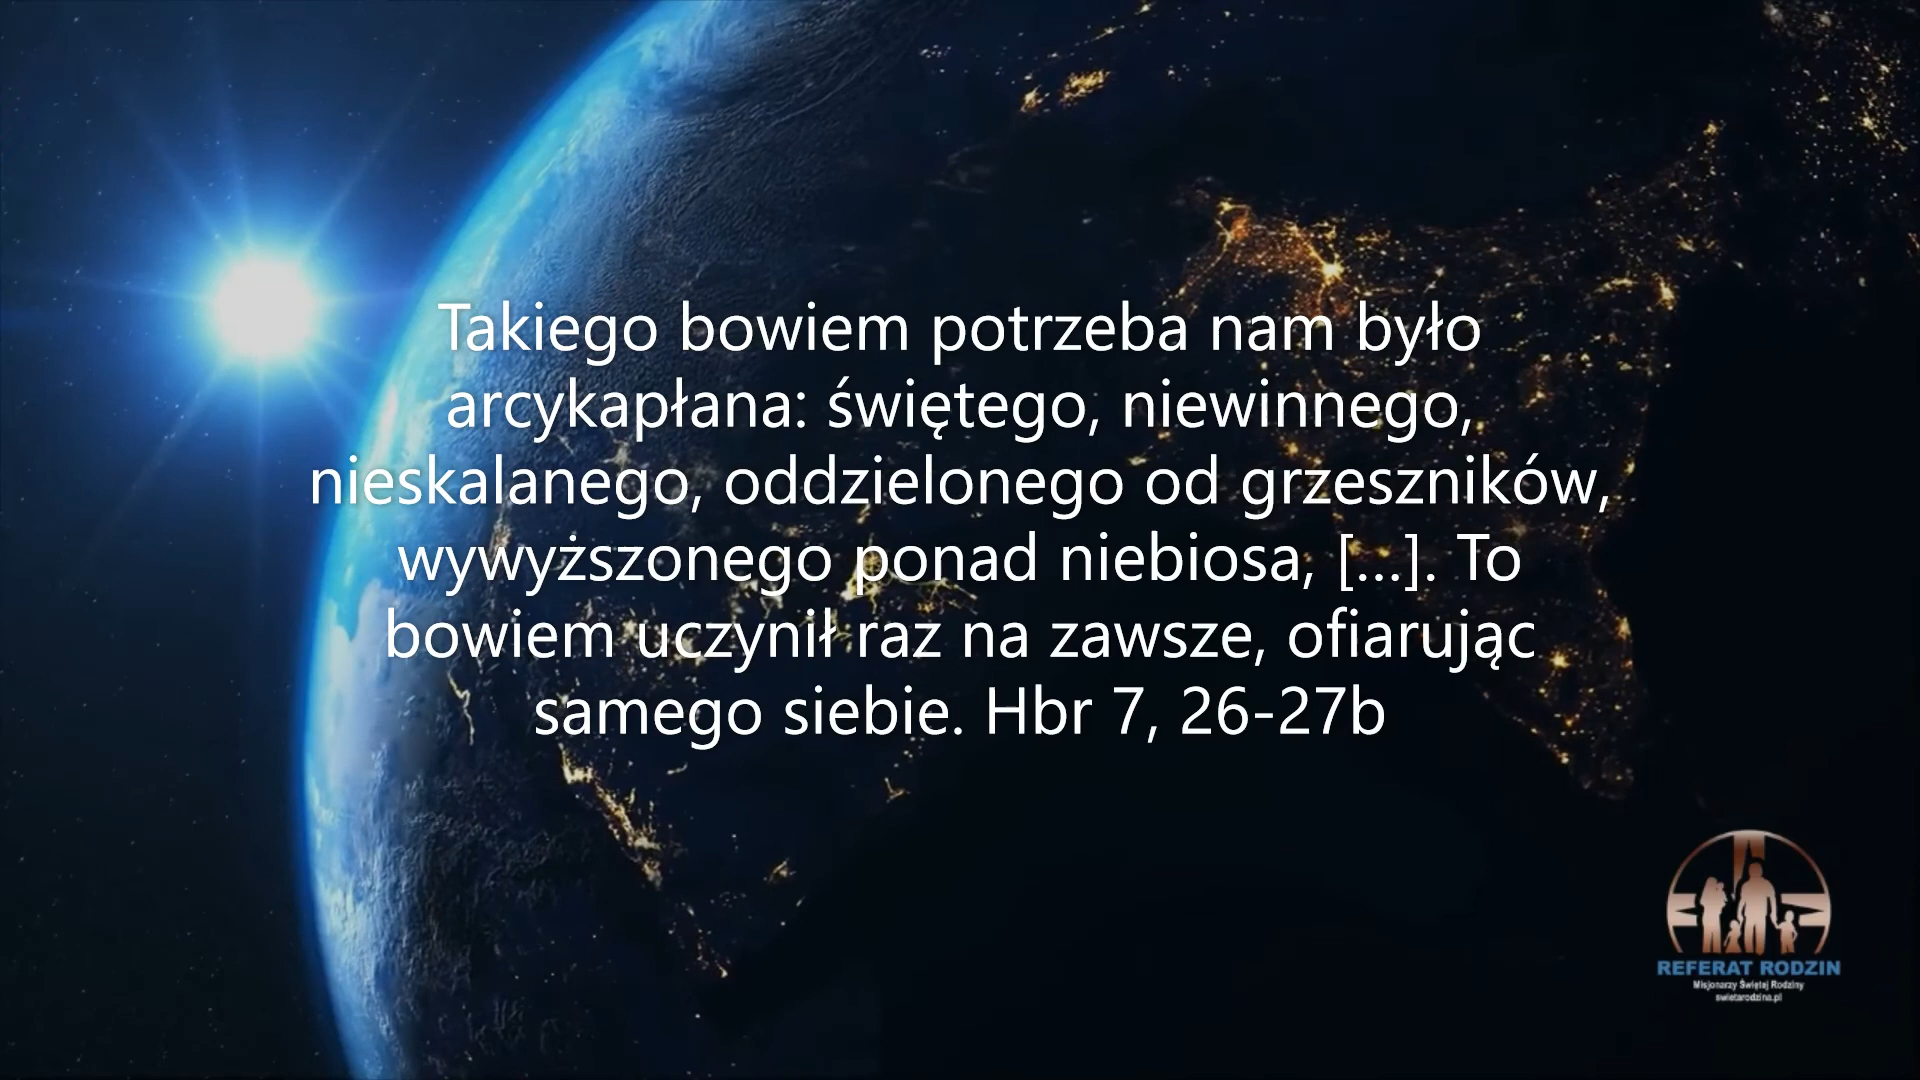 Takiego bowiem potrzeba nam było
arcykapłana: świętego, niewinnego,
nieskalanego, oddzielonego od grzeszników,
wywyższonego ponad niebiosa, [...]. To
bowiem uczynił raz na zawsze, ofiarując
samego siebie. Hbr 7, 26-27b
REFERAT RODZIN
Misjonarzy Świętej Rodziny
swietarodzina.pl